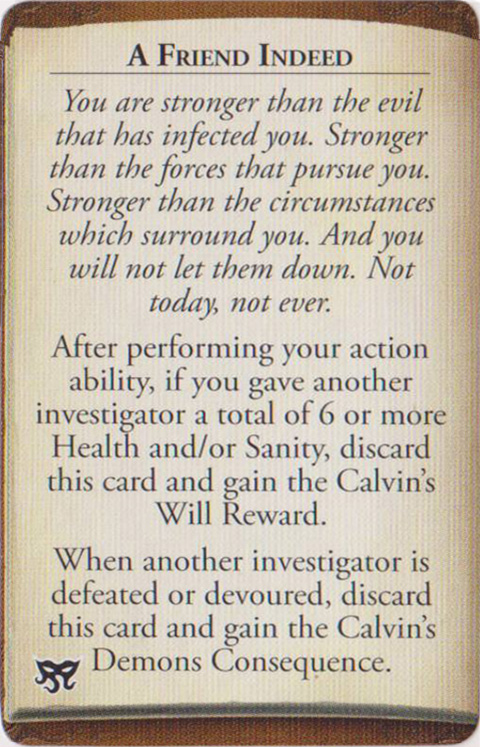 A Friend Indeed
You are stronger than the evil
that has infected you. Stronger
than the forces that pursue you.
Stronger than the circumstances
which surround you. And you
will not let them down. Not
today, not ever.
After performing your action
ability, if you gave another
investigator a total of 6 or more
Health and/or Sanity, discard
this card and gain the Calvin's
Will Reward.
When another investigator is
defeated or devoured, discard
this card and gain the Calvin's
Demons Consequence.